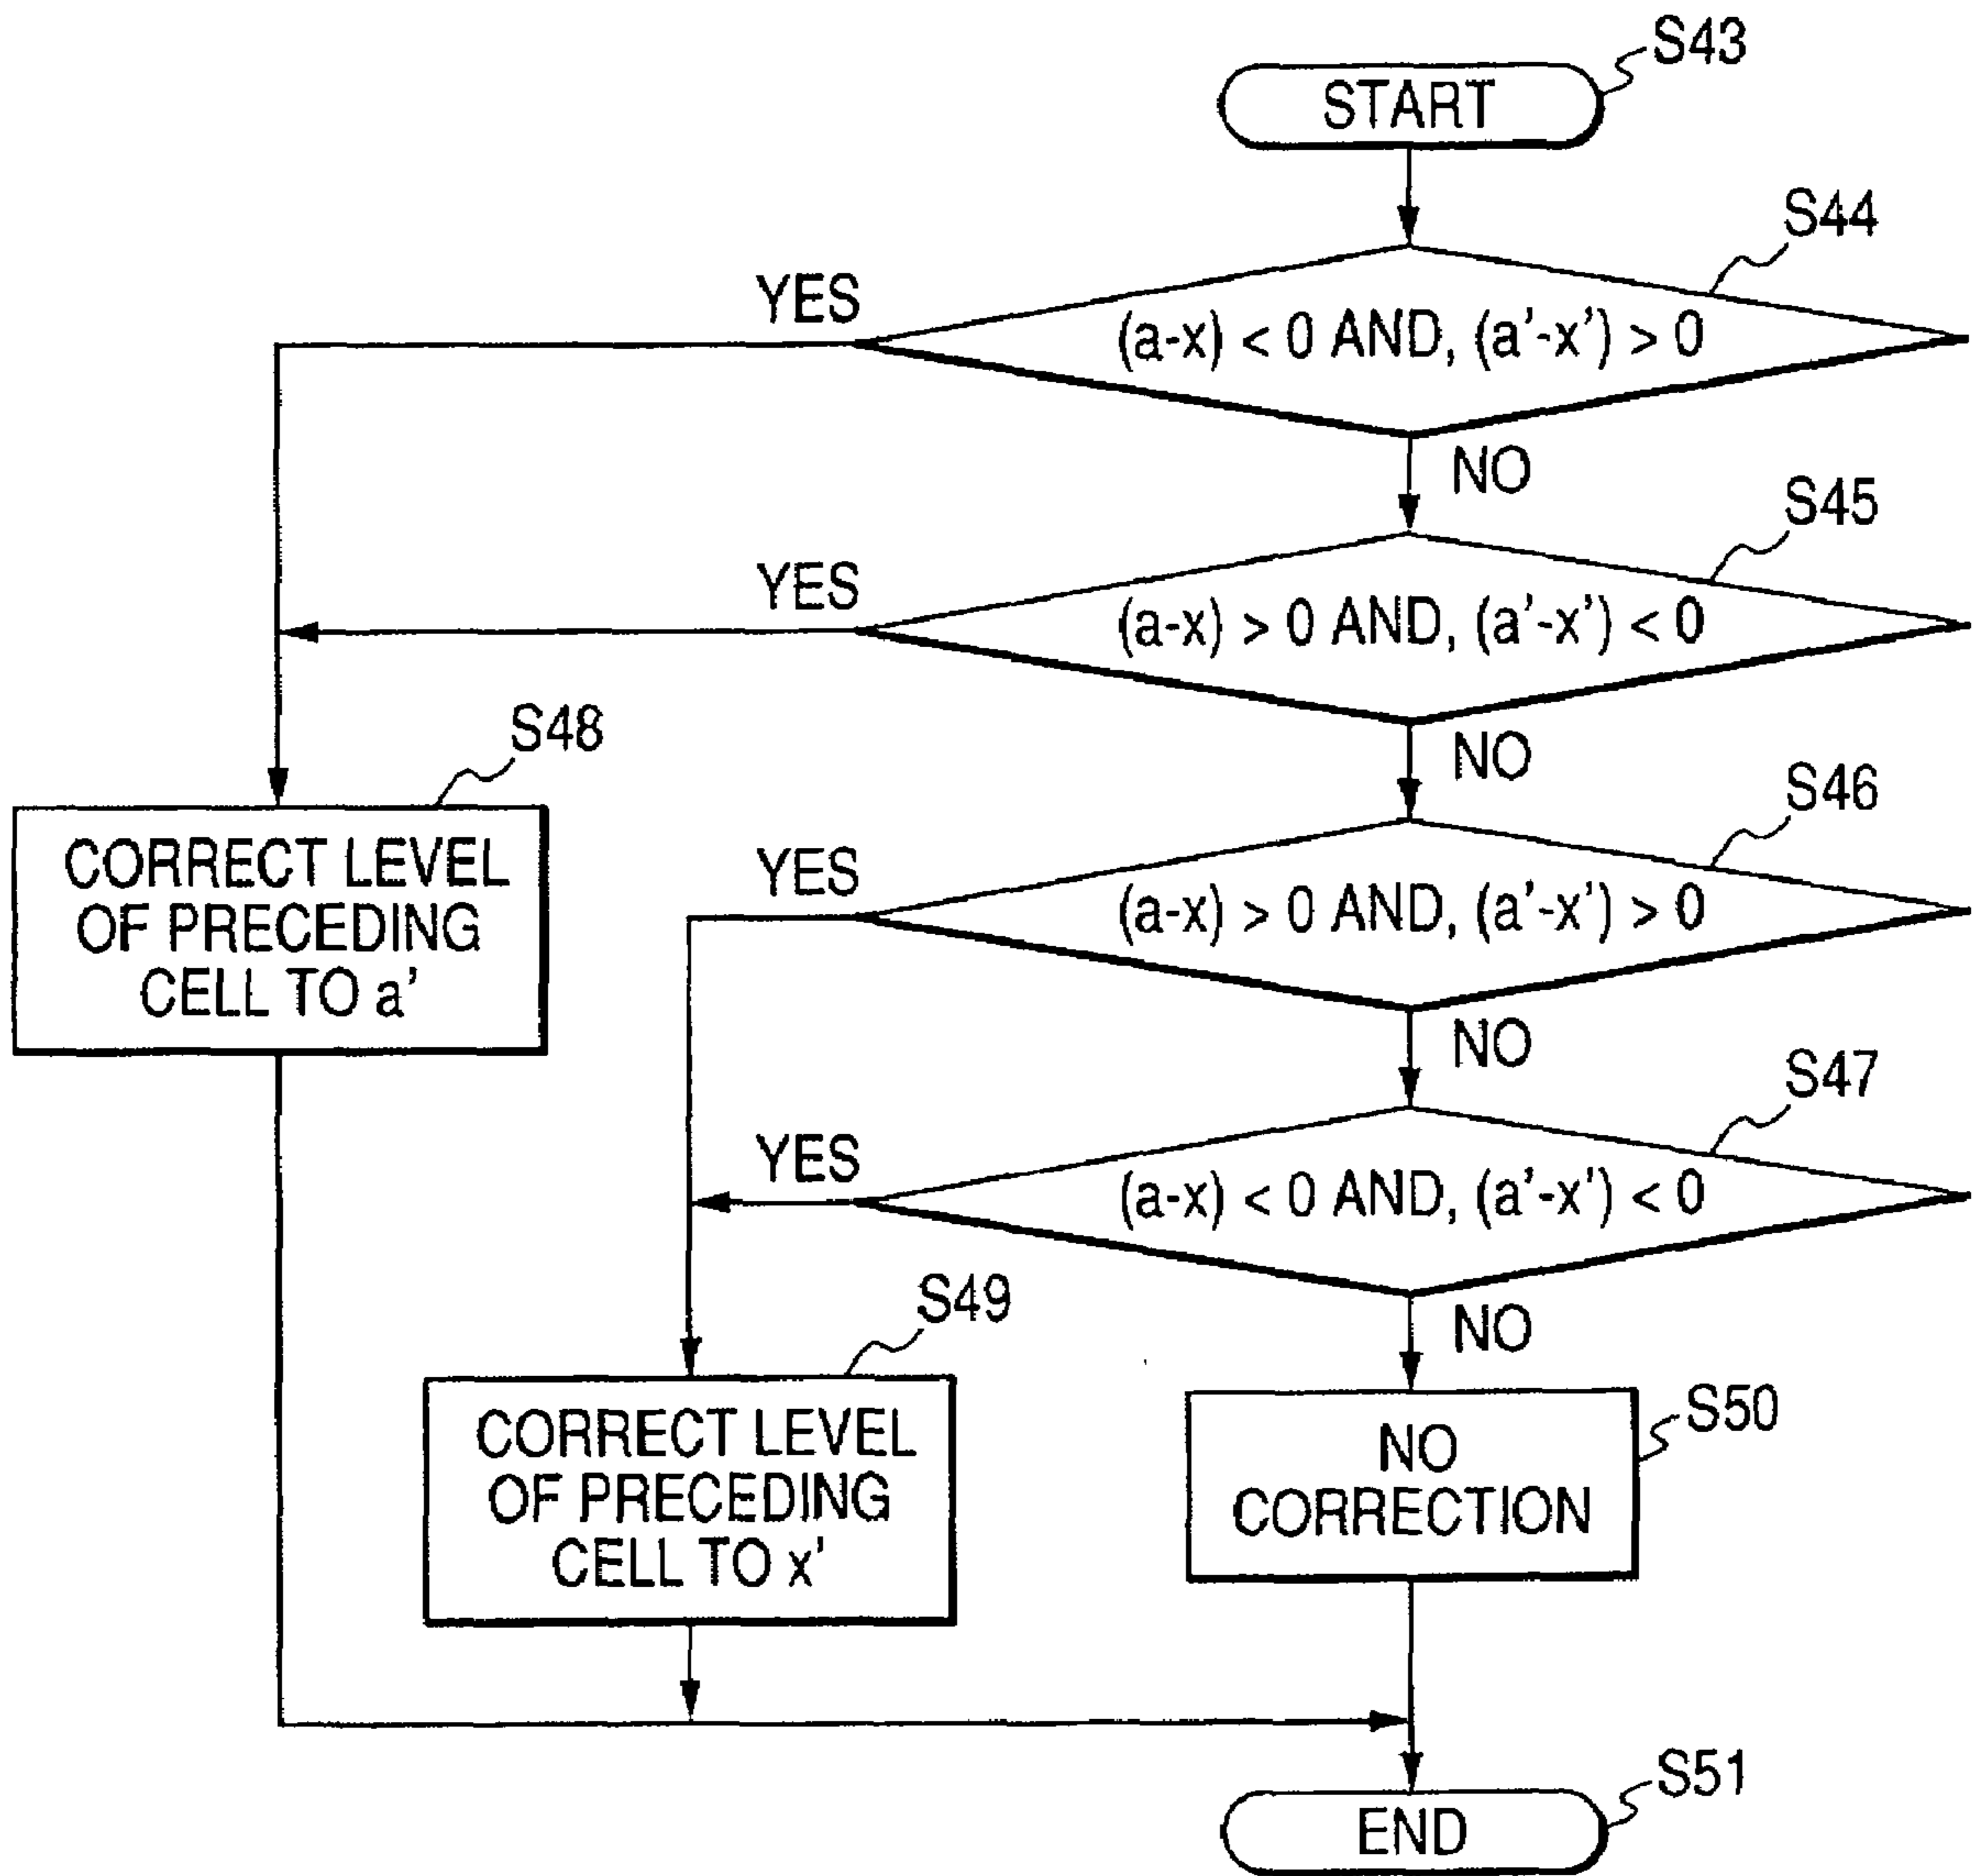 S43
START
S44
YES
(a-x) < 0 AND, (a'-x') > 0
NO
S45
YES
(a-x) > 0 AND, (a'-x') < 0
NO
S48
CORRECT LEVEL
OF PRECEDING
CELL TO a'
S46
YES
(a-x) > 0 AND, (a'-x') > 0
NO
S47
YES
(a-x) < 0 AND, (a'-x') < 0
NO
S49
CORRECT LEVEL
OF PRECEDING
CELL TO x'
S50
NO
CORRECTION
S51
END